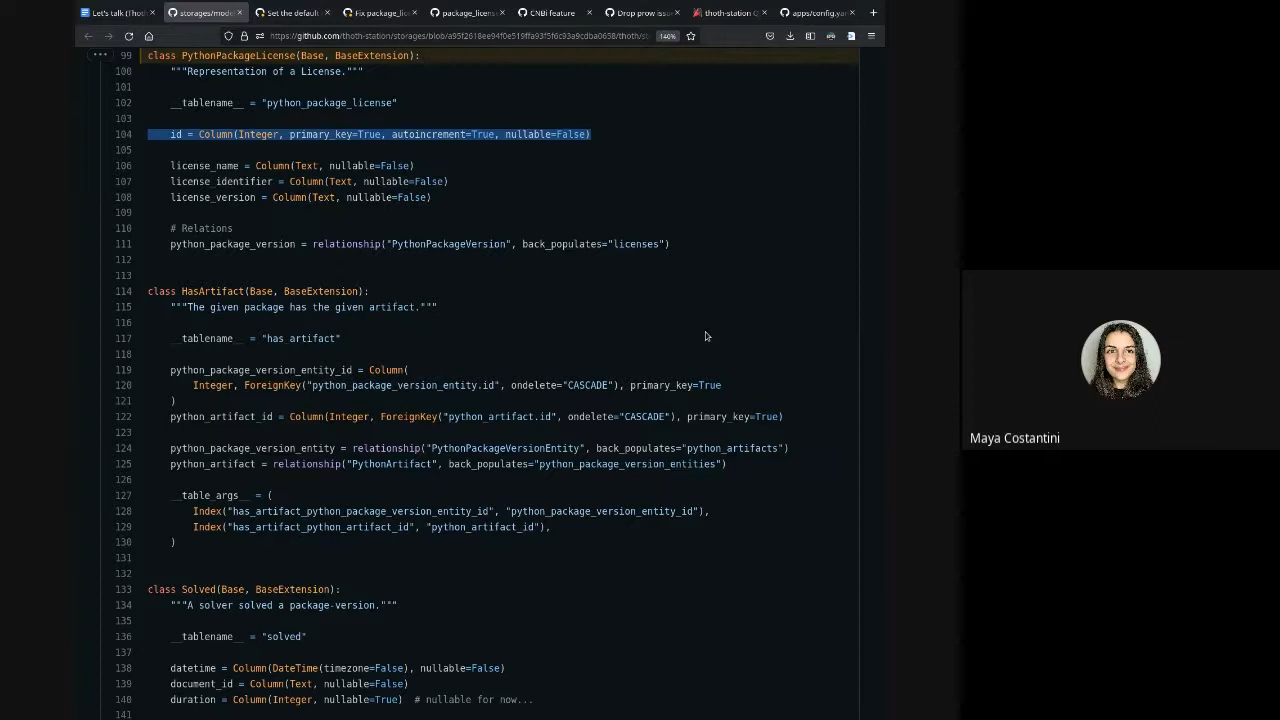 Let's talk (Thoth
storages/model
Set the default
Fix package_lic
package_licens
CNBi feature
Drop prow issu
thoth-station Q
apps/config.yar
https://github.com/thoth-station/storages/blob/a95f2618ee94f0e519ffa93f5f6c93a9cdba0658/thoth/st
140%
99 class PythonPackageLicense(Base, BaseExtension):
100 """Representation of a License."""
101
102 __tablename__ = "python_package_license"
103
104 id = Column(Integer, primary_key=True, autoincrement=True, nullable=False)
105
106 license_name = Column(Text, nullable=False)
107 license_identifier = Column(Text, nullable=False)
108 license_version = Column(Text, nullable=False)
109
110 # Relations
111 python_package_version = relationship("PythonPackageVersion", back_populates="licenses")
112
113
114 class HasArtifact(Base, BaseExtension):
115 """The given package has the given artifact."""
116
117 __tablename__ = "has_artifact"
118
119 python_package_version_entity_id = Column(
120 Integer, ForeignKey("python_package_version_entity.id", ondelete="CASCADE"), primary_key=True
121 )
122 python_artifact_id = Column(Integer, ForeignKey("python_artifact.id", ondelete="CASCADE"), primary_key=True)
123
124 python_package_version_entity = relationship("PythonPackageVersionEntity", back_populates="python_artifacts")
125 python_artifact = relationship("PythonArtifact", back_populates="python_package_version_entities")
126
127 __table_args__ = (
128 Index("has_artifact_python_package_version_entity_id", "python_package_version_entity_id"),
129 Index("has_artifact_python_artifact_id", "python_artifact_id"),
130 )
131
132
133 class Solved(Base, BaseExtension):
134 """A solver solved a package-version."""
135
136 __tablename__ = "solved"
137
138 datetime = Column(DateTime(timezone=False), nullable=False)
139 document_id = Column(Text, nullable=False)
140 duration = Column(Integer, nullable=True) # nullable for now...
141
Maya Costantini